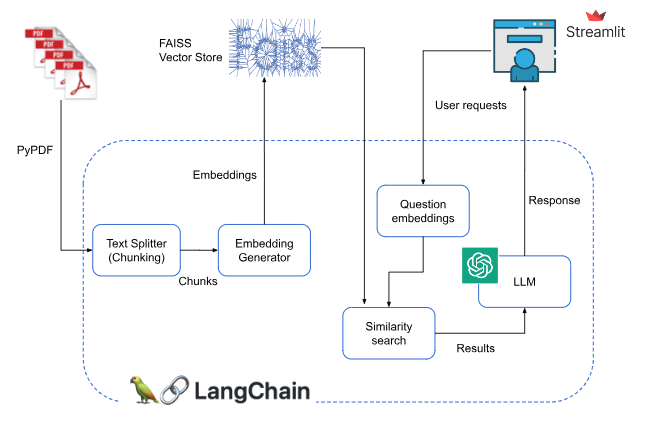 PDF
PDF
PDF
PDF
FAISS
Vector Store
Faiss
Streamlit
User requests
PyPDF
Embeddings
Question
embeddings
Response
Text Splitter
(Chunking)
Embedding
Generator
Chunks
LLM
Similarity
search
Results
LangChain